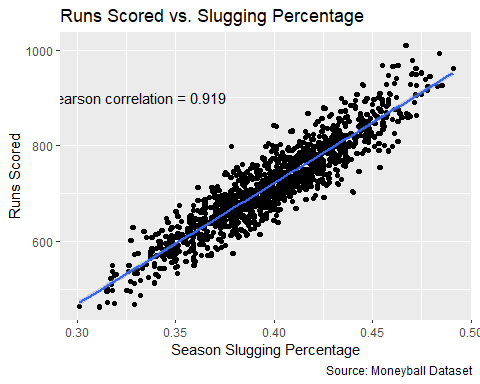 Runs Scored vs. Slugging Percentage
1000
earson correlation = 0.919
800
600
Runs Scored
0.30 0.35 0.40 0.45 0.50
Season Slugging Percentage
Source: Moneyball Dataset